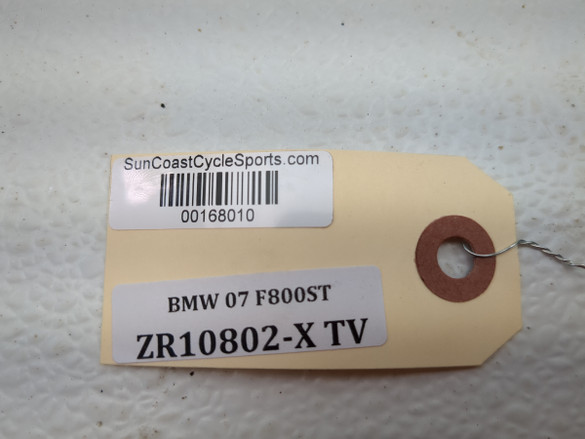 SunCoastCycleSports.com
00168010
BMW 07 F800ST
ZR10802-X TV